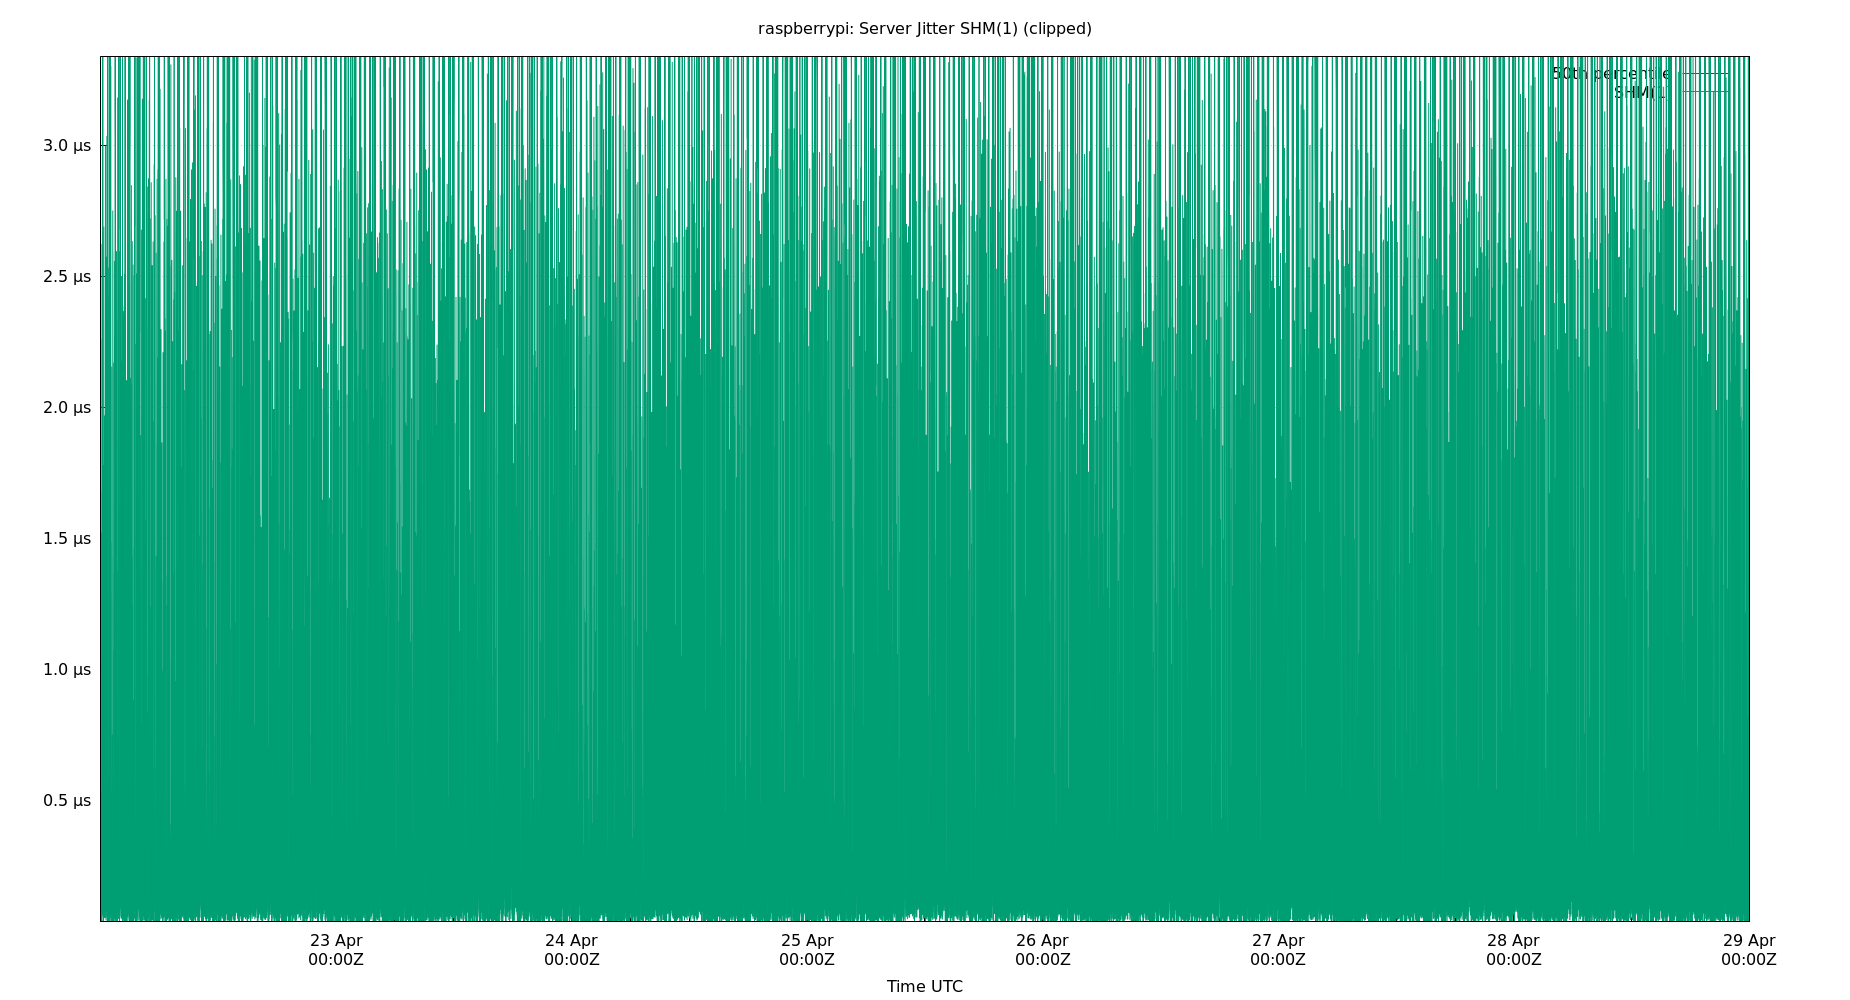 raspberrypi: Server Jitter SHM(1) (clipped)
50th percentile
SHM(1)
3.0 µs
2.5 µs
2.0 µs
1.5 µs
1.0 µs
0.5 µs
23 Apr
00:00Z
24 Apr
00:00Z
25 Apr
00:00Z
26 Apr
00:00Z
27 Apr
00:00Z
28 Apr
00:00Z
29 Apr
00:00Z
Time UTC